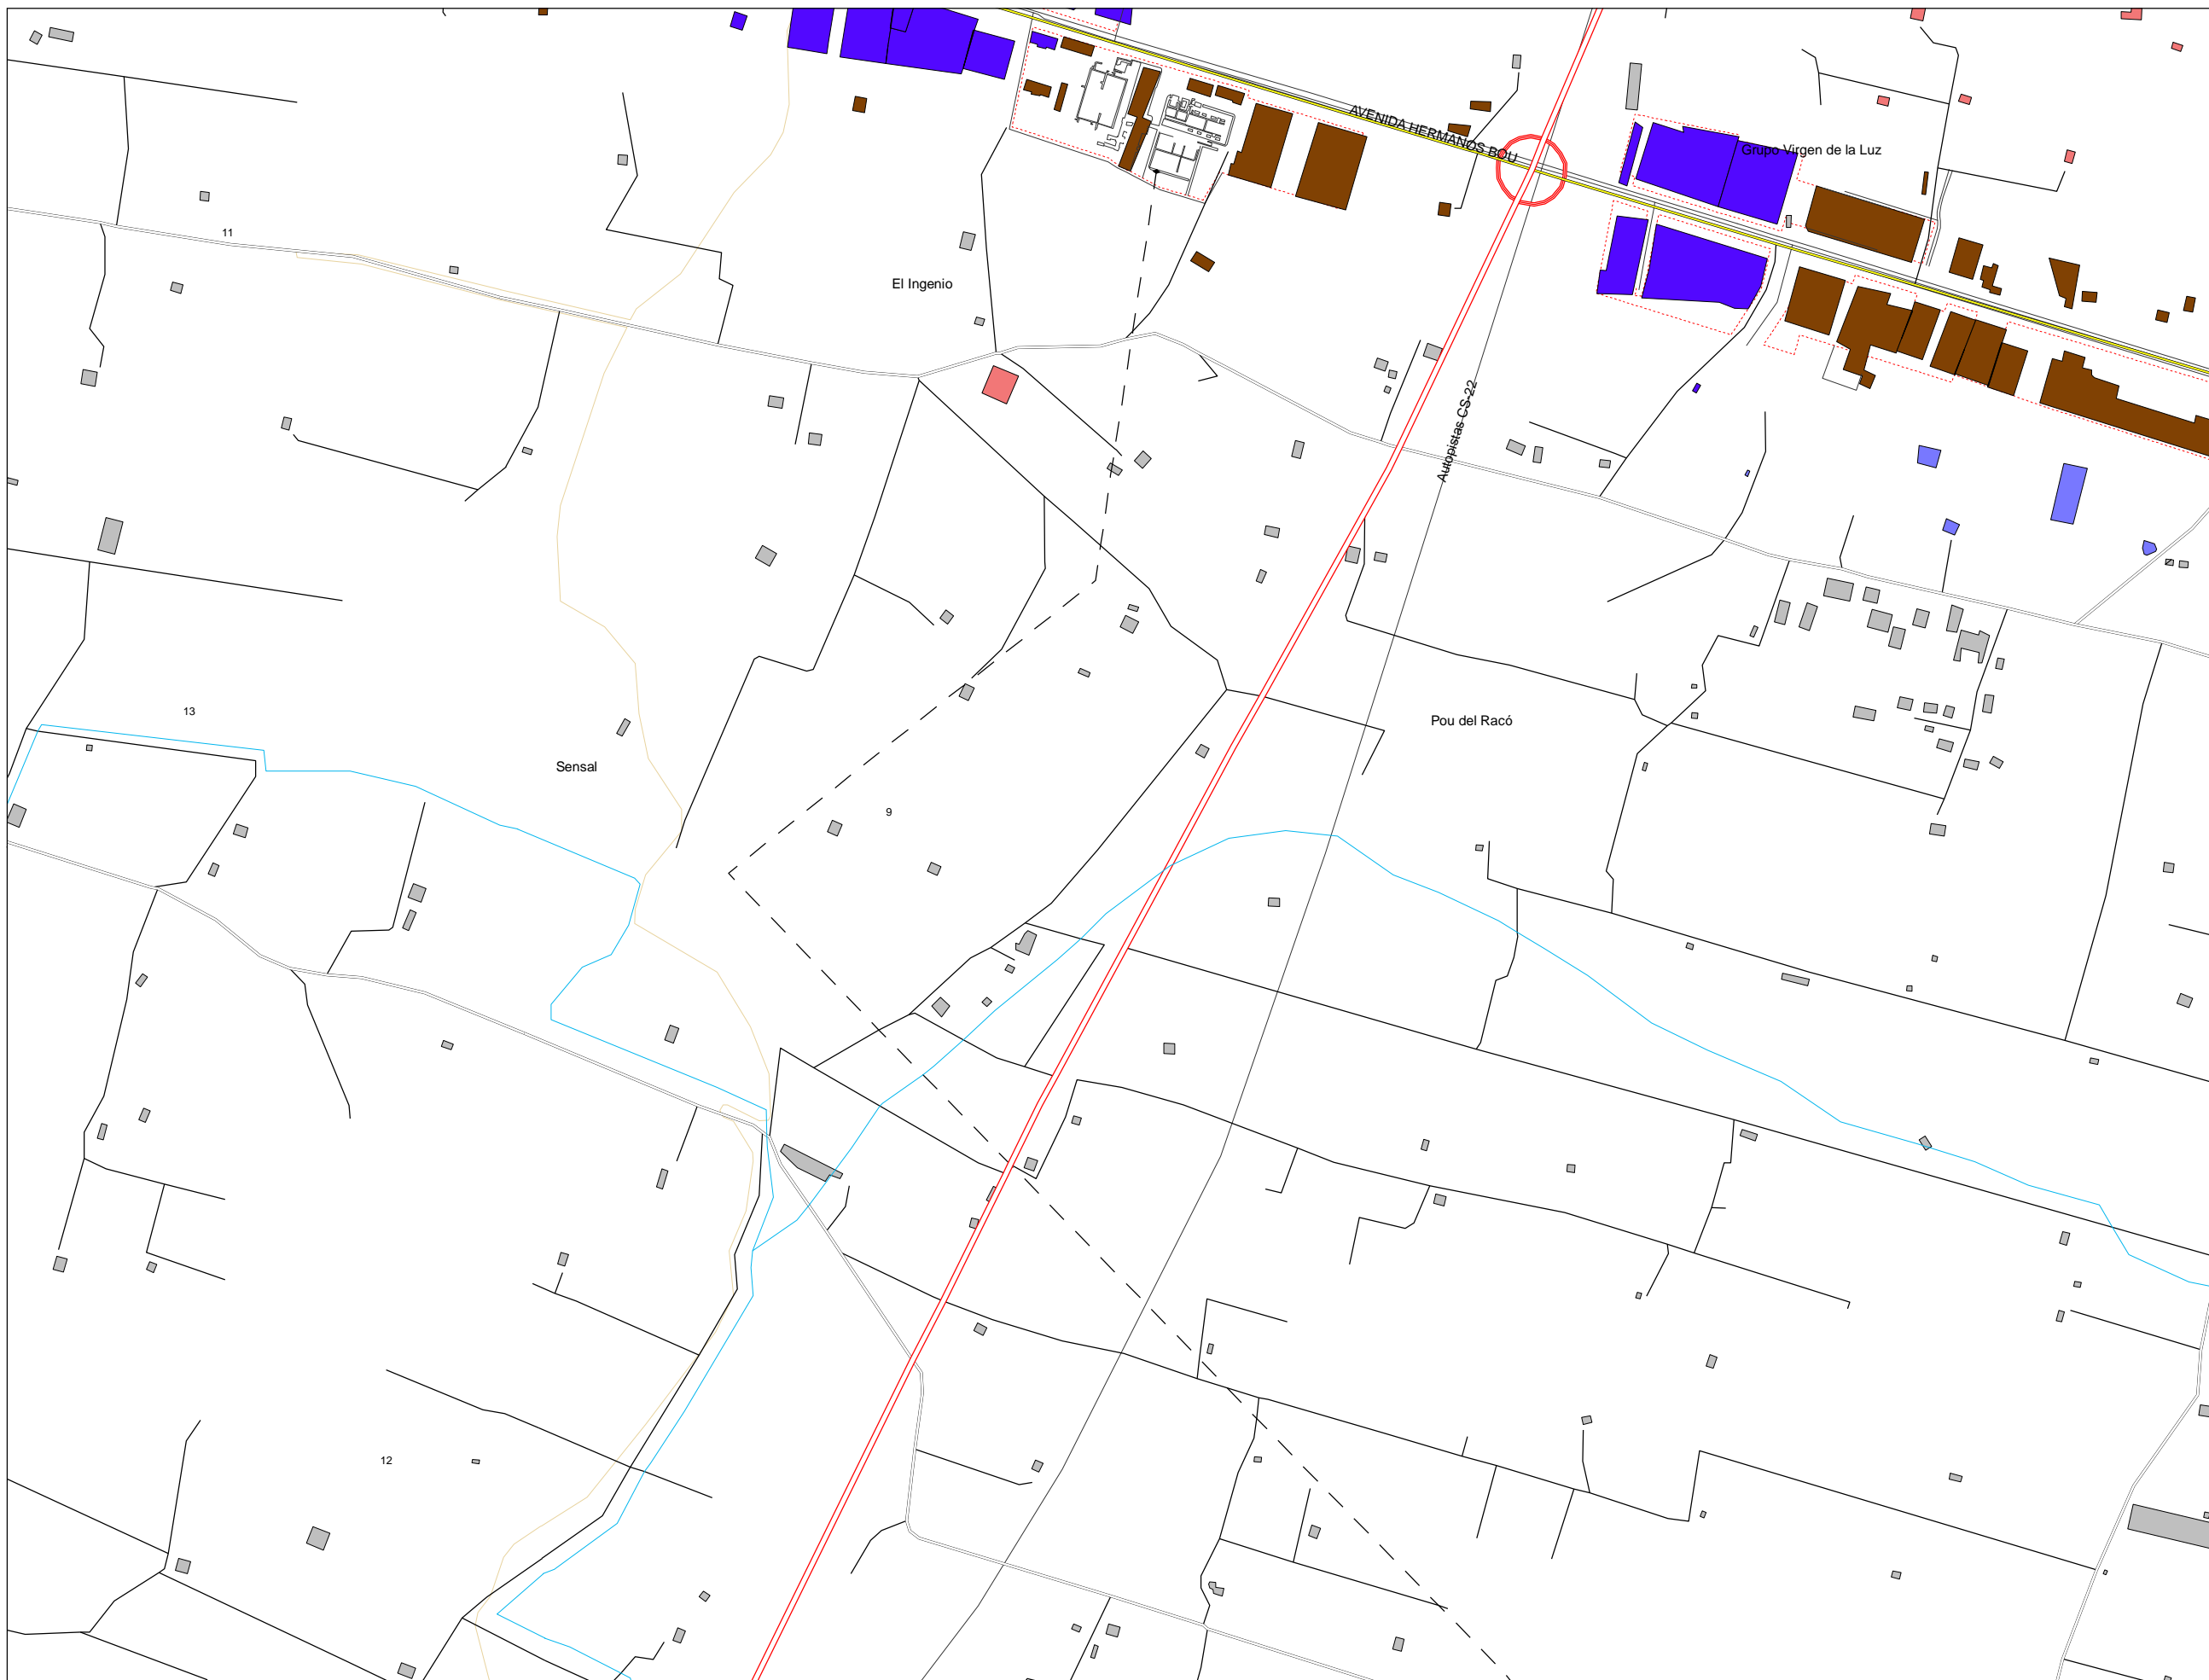 AVENIDA HERMANOS BOU
Grupo Virgen de la Luz
11
El Ingenio
Autopistas CS-22
13
Pou del Racó
Sensal
9
12